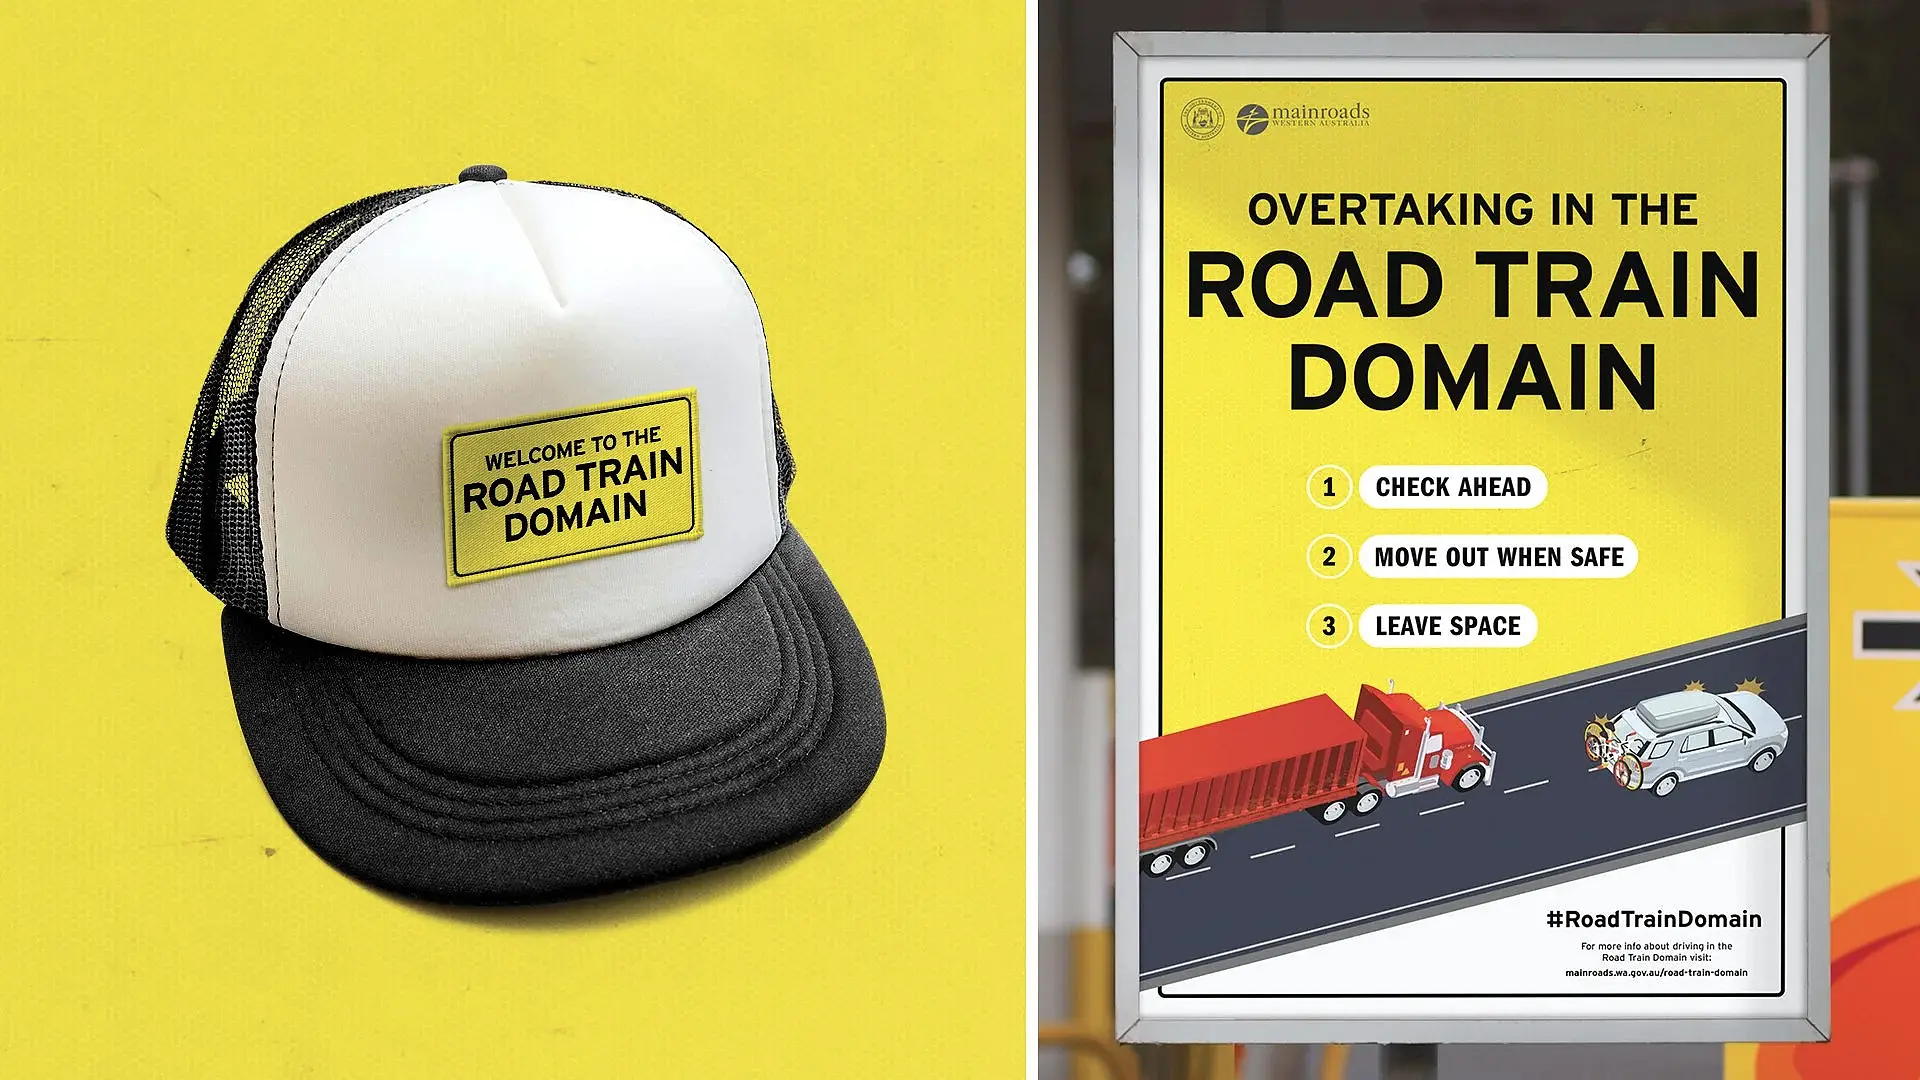 WELCOME TO THE
ROAD TRAIN
DOMAIN
mainroads
WESTERN AUSTRALIA
OVERTAKING IN THE
ROAD TRAIN
DOMAIN
1 CHECK AHEAD
2 MOVE OUT WHEN SAFE
3 LEAVE SPACE
#RoadTrainDomain
For more info about driving in the
Road Train Domain visit:
mainroads.wa.gov.au/road-train-domain